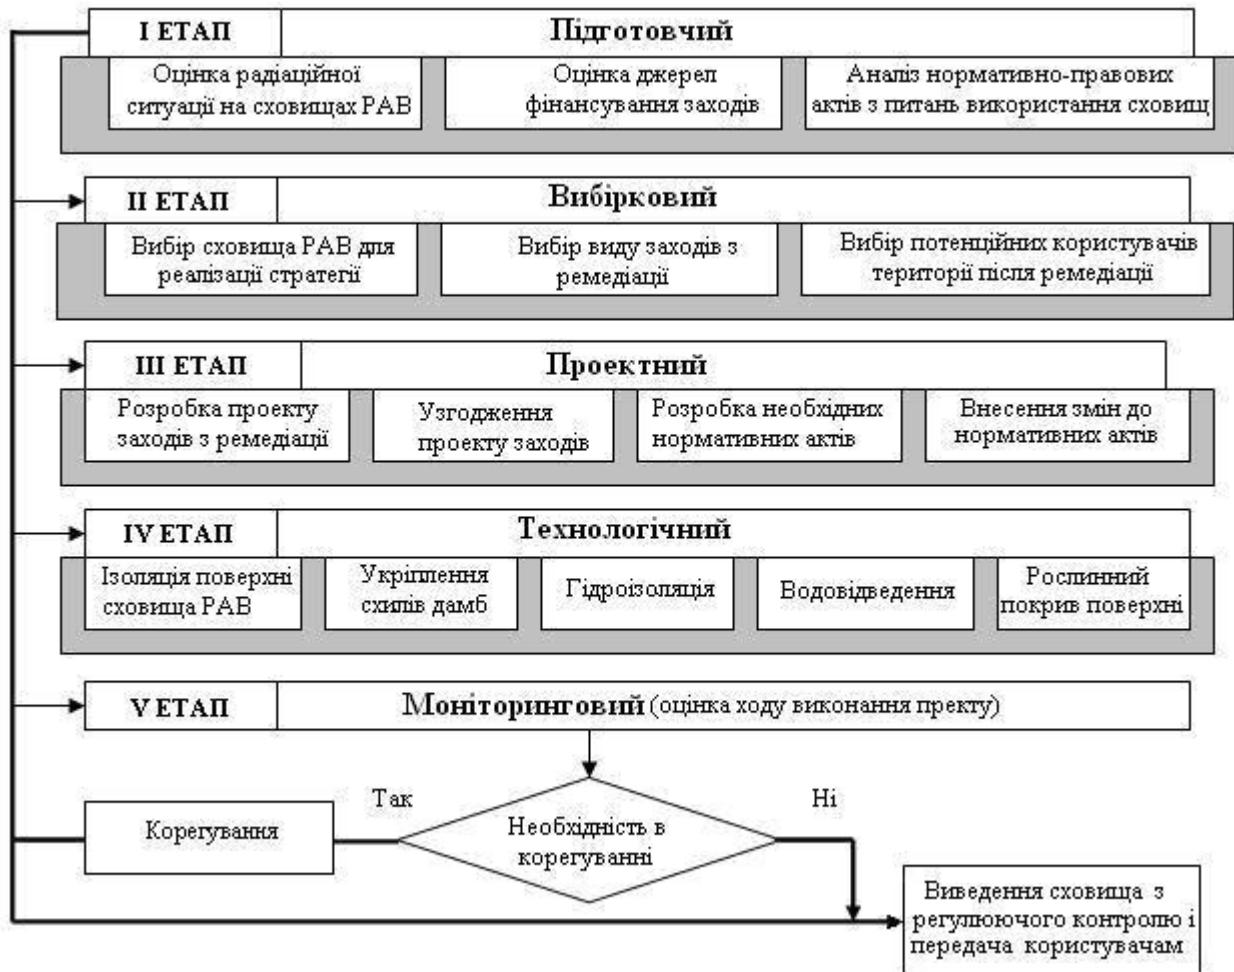 I ЕТАП Підготовчий
Оцінка радіаційної
ситуації на сховищах РАВ
Оцінка джерел
фінансування заходів
Аналіз нормативно-правових
актів з питань використання сховищ
II ЕТАП Вибірковий
Вибір сховища РАВ для
реалізації стратегії
Вибір виду заходів з
ремедіації
Вибір потенційних користувачів
території після ремедіації
III ЕТАП Проектний
Розробка проекту
заходів з ремедіації
Узгодження
проекту заходів
Розробка необхідних
нормативних актів
Внесення змін до
нормативних актів
IV ЕТАП Технологічний
Ізоляція поверхні
сховища РАВ
Укріплення
схилів дамб
Гідроізоляція
Водовідведення
Рослинний
покрив поверхні
V ЕТАП Моніторинговий (оцінка ходу виконання пректу)
Так
Ні
Корегування
Необхідність в
корегуванні
Виведення сховища з
регулюючого контролю і
передача користувачам